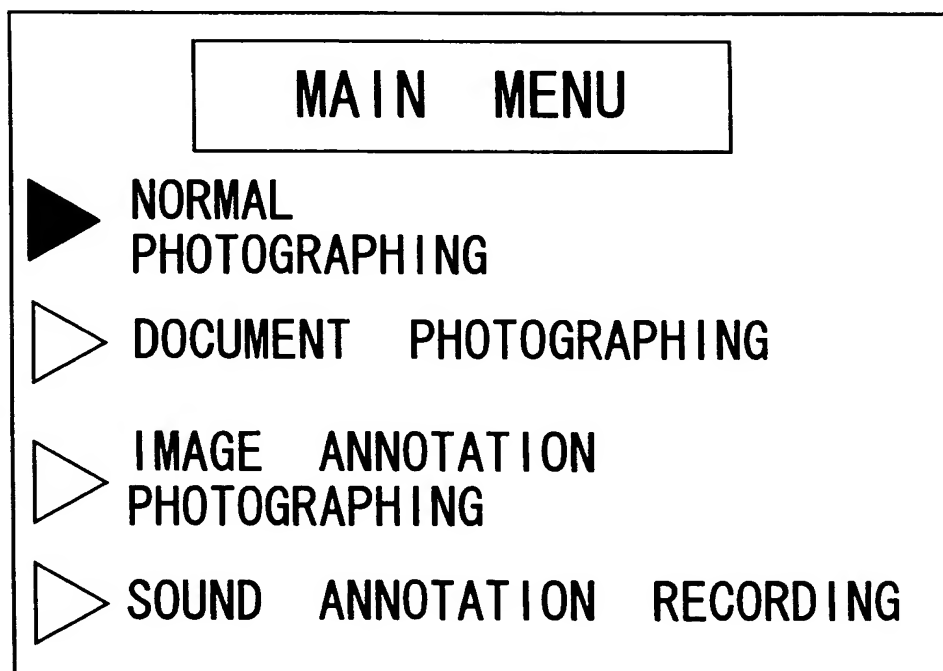 MAIN MENU
NORMAL
PHOTOGRAPHING
DOCUMENT PHOTOGRAPHING
IMAGE ANNOTATION
PHOTOGRAPHING
SOUND ANNOTATION RECORDING